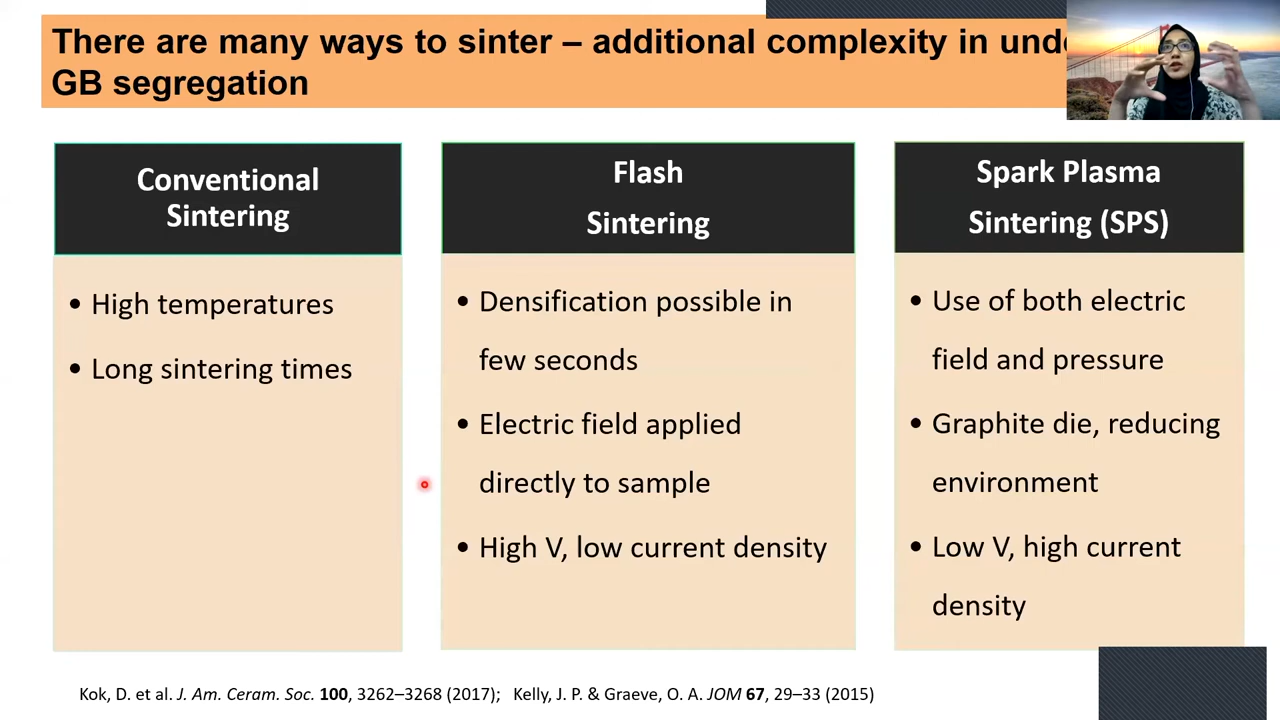 There are many ways to sinter – additional complexity in
GB segregation
Conventional
Sintering
• High temperatures
• Long sintering times
Flash
Sintering
• Densification possible in
few seconds
• Electric field applied
directly to sample
• High V, low current density
Spark Plasma
Sintering (SPS)
• Use of both electric
field and pressure
• Graphite die, reducing
environment
• Low V, high current
density
Kok, D. et al. J. Am. Ceram. Soc. 100, 3262–3268 (2017); Kelly, J. P. & Graeve, O. A. JOM 67, 29–33 (2015)